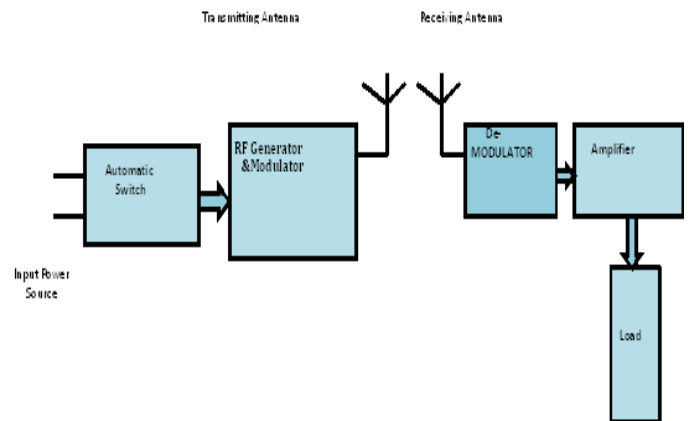 Transmitting Antenna
Receiving Antenna
Automatic
Switch
RF Generator
&Modulator
De-
MODULATOR
Amplifier
Input Power
Source
Load